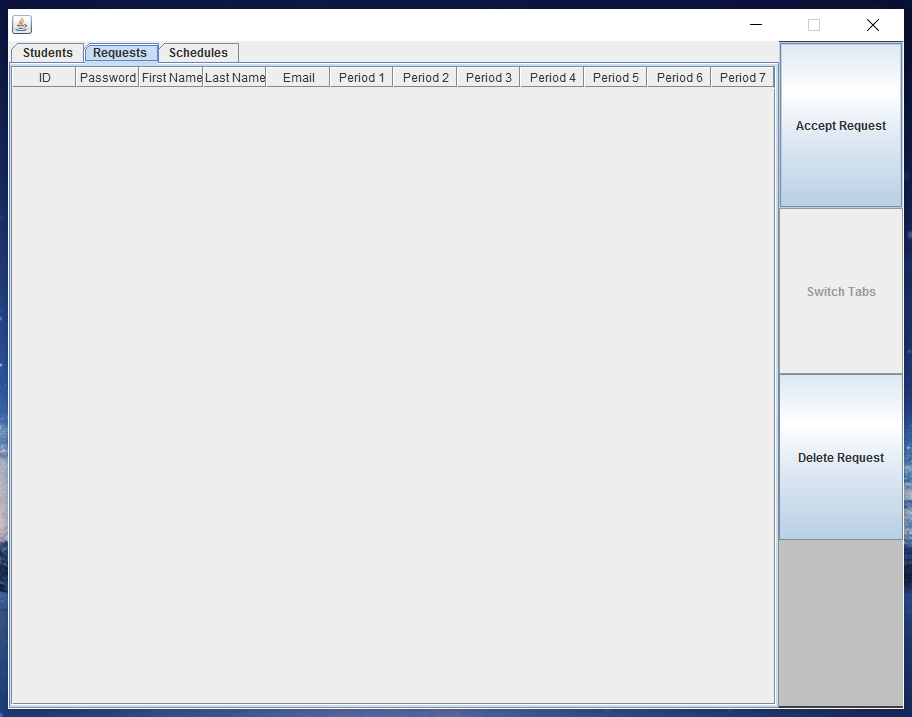 Students Requests Schedules
ID Password First Name Last Name Email Period 1 Period 2 Period 3 Period 4 Period 5 Period 6 Period 7
Accept Request
Switch Tabs
Delete Request